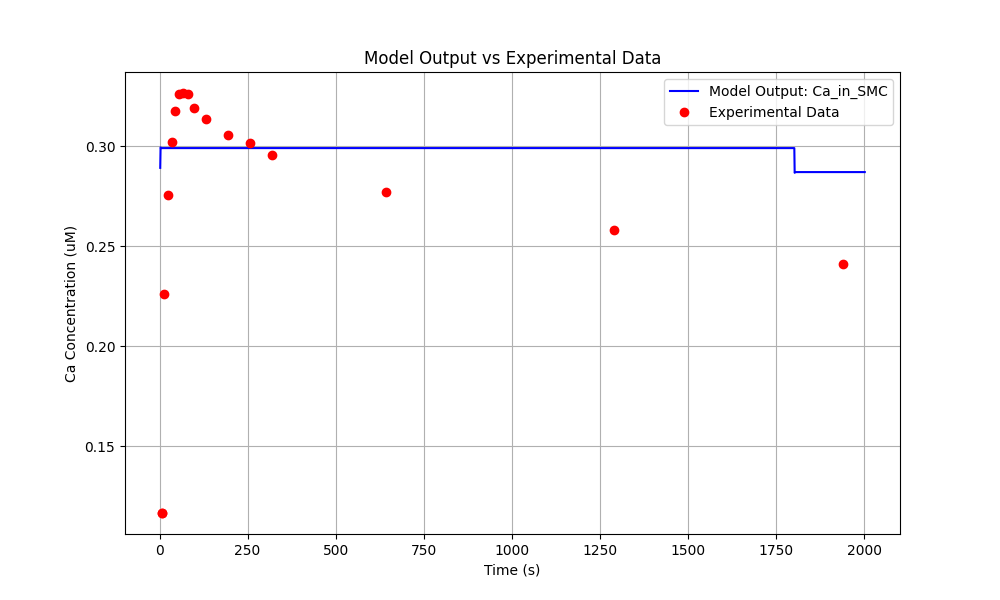 Model Output vs Experimental Data
Model Output: Ca_in_SMC
Experimental Data
Ca Concentration (uM)
0.30
0.25
0.20
0.15
0 250 500 750 1000 1250 1500 1750 2000
Time (s)